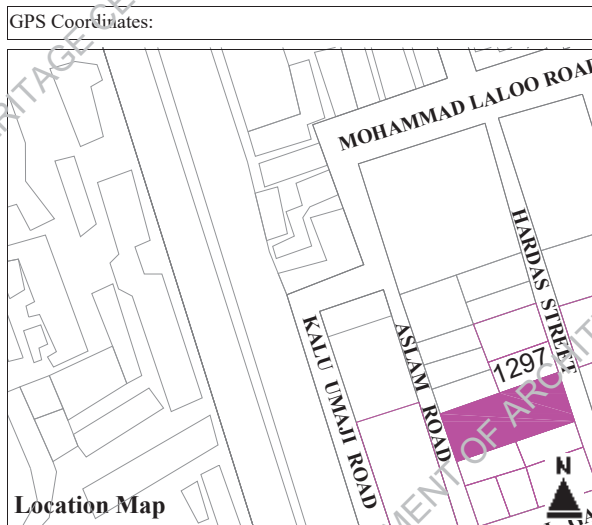 GPS Coordinates:
MOHAMMAD LALOO ROAD
HARDAS STREET
KALU UMAJI ROAD
ASLAM ROAD
1297
Location Map
N